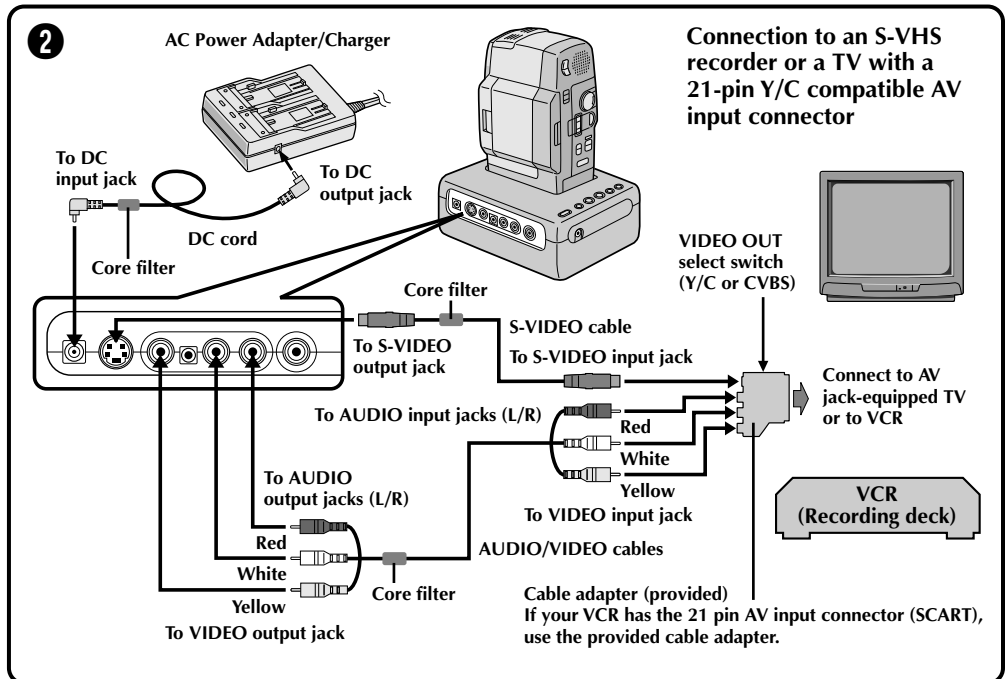 2
AC Power Adapter/Charger
Connection to an S-VHS
recorder or a TV with a
21-pin Y/C compatible AV
input connector
To DC
input jack
To DC
output jack
DC cord
Core filter
VIDEO OUT
select switch
(Y/C or CVBS)
Core filter
S-VIDEO cable
To S-VIDEO
output jack
To S-VIDEO input jack
Connect to AV
jack-equipped TV
or to VCR
To AUDIO input jacks (L/R)
Red
White
Yellow
To VIDEO input jack
To AUDIO
output jacks (L/R)
Red
White
Yellow
To VIDEO output jack
Core filter
AUDIO/VIDEO cables
VCR
(Recording deck)
Cable adapter (provided)
If your VCR has the 21 pin AV input connector (SCART),
use the provided cable adapter.